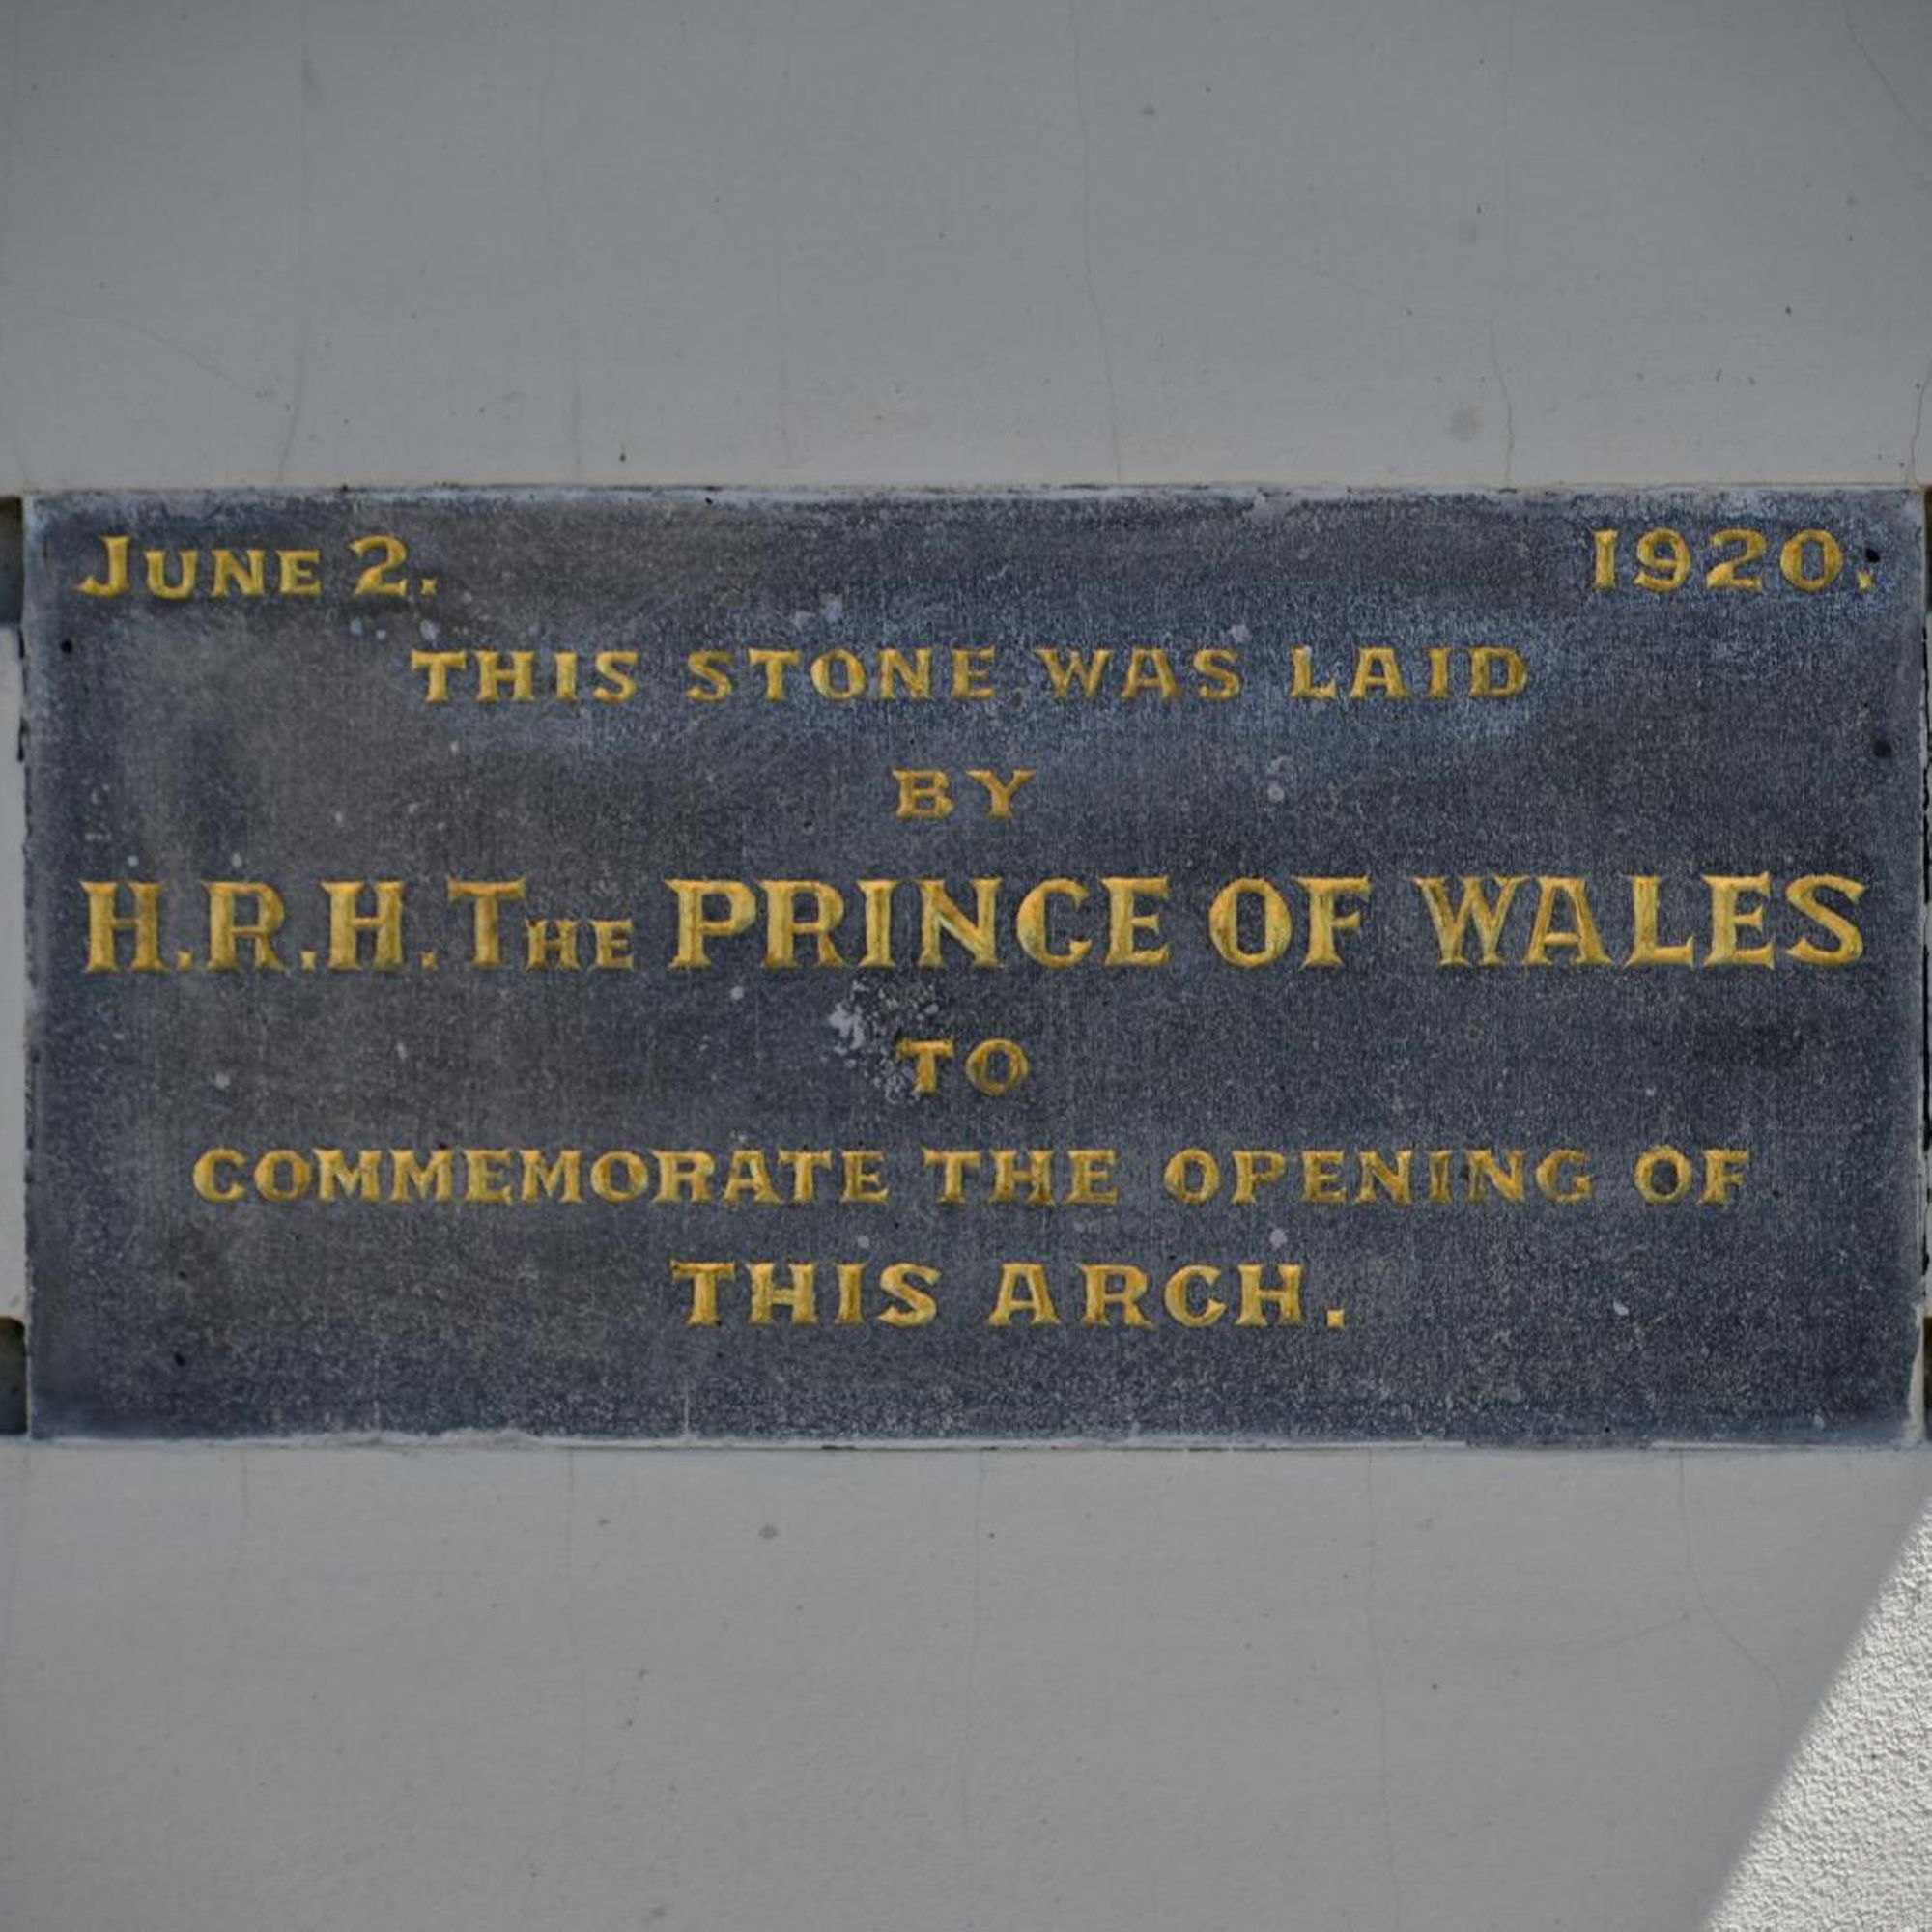 JUNE 2. 1920.
THIS STONE WAS LAID
BY
H.R.H. THE PRINCE OF WALES
TO
COMMEMORATE THE OPENING OF
THIS ARCH.